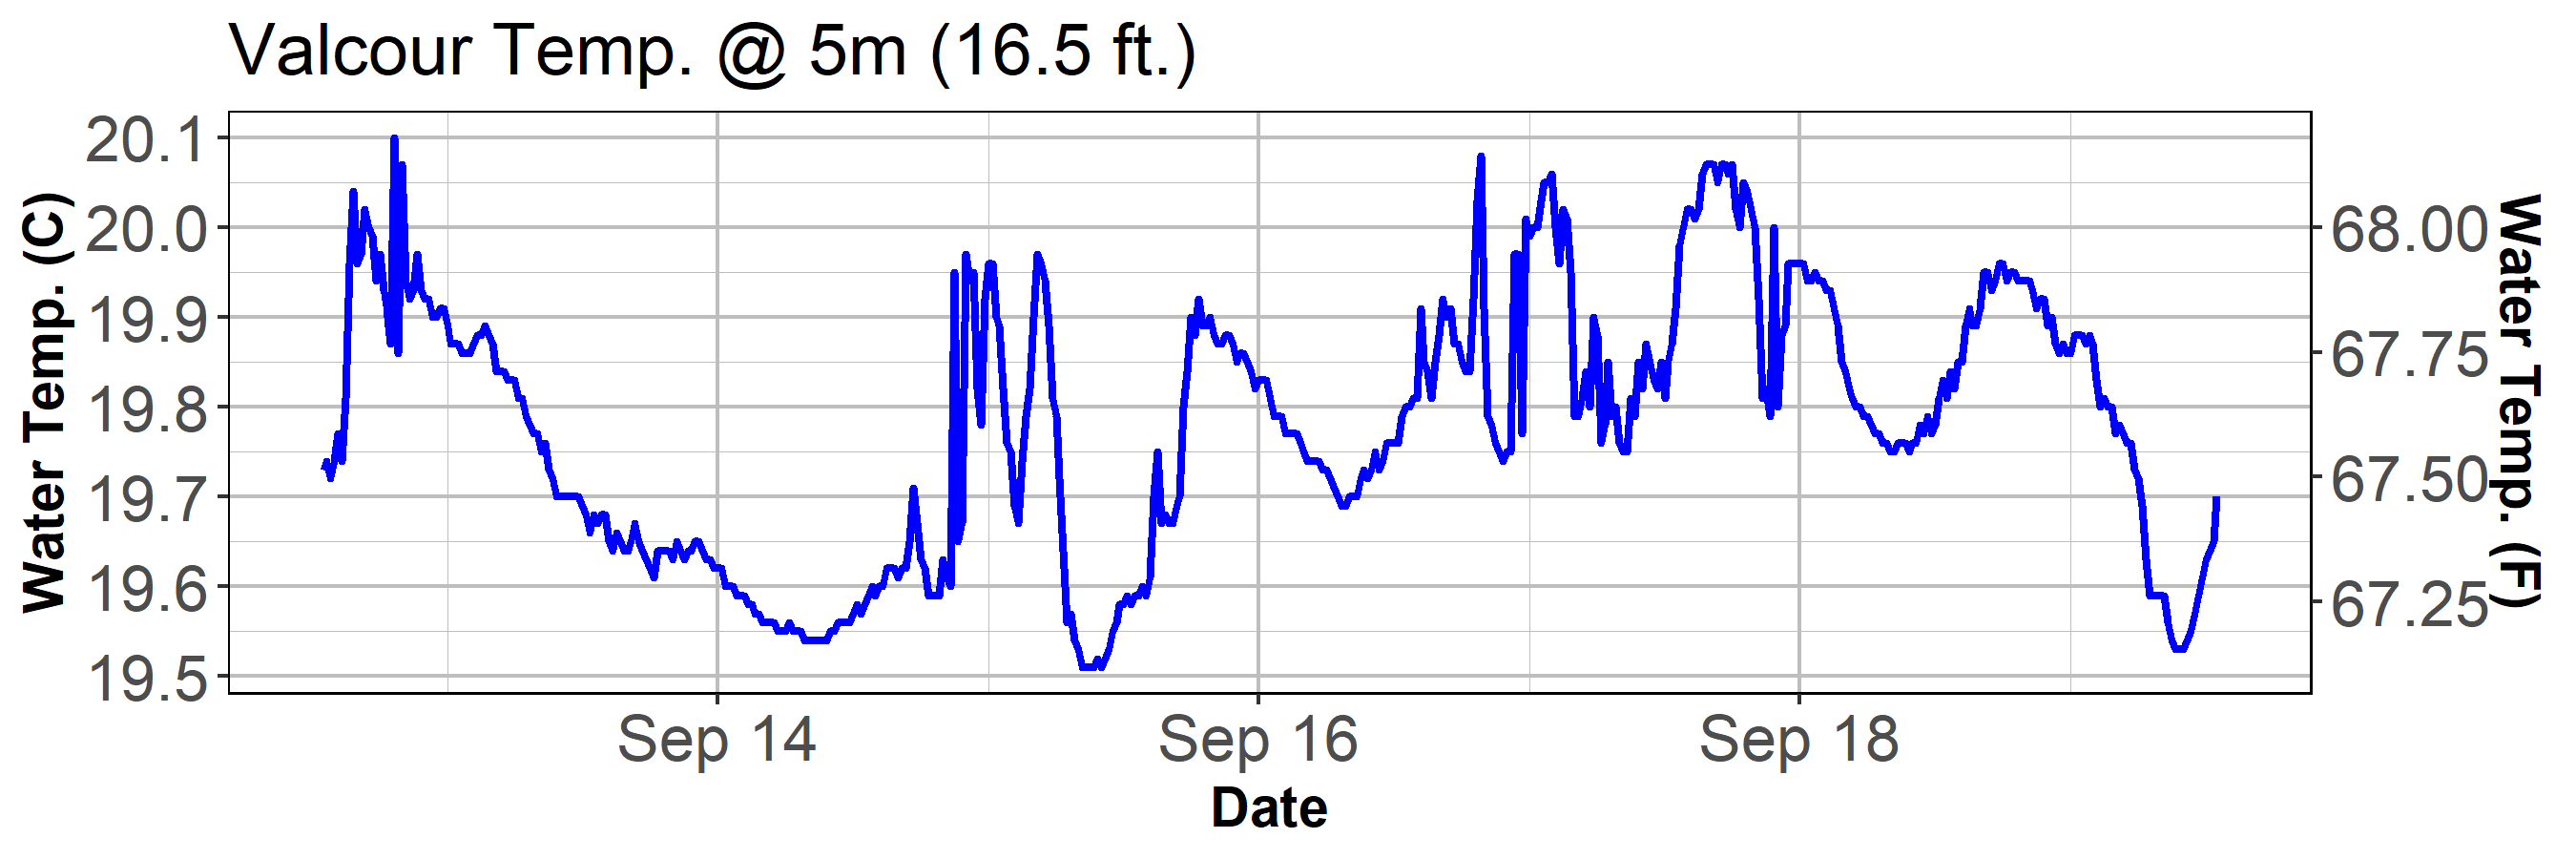 Valcour Temp. @ 5m (16.5 ft.)
Water Temp. (C)
20.1
20.0
19.9
19.8
19.7
19.6
19.5
68.00
67.75
67.50
67.25
Water Temp. (F)
Sep 14
Sep 16
Sep 18
Date